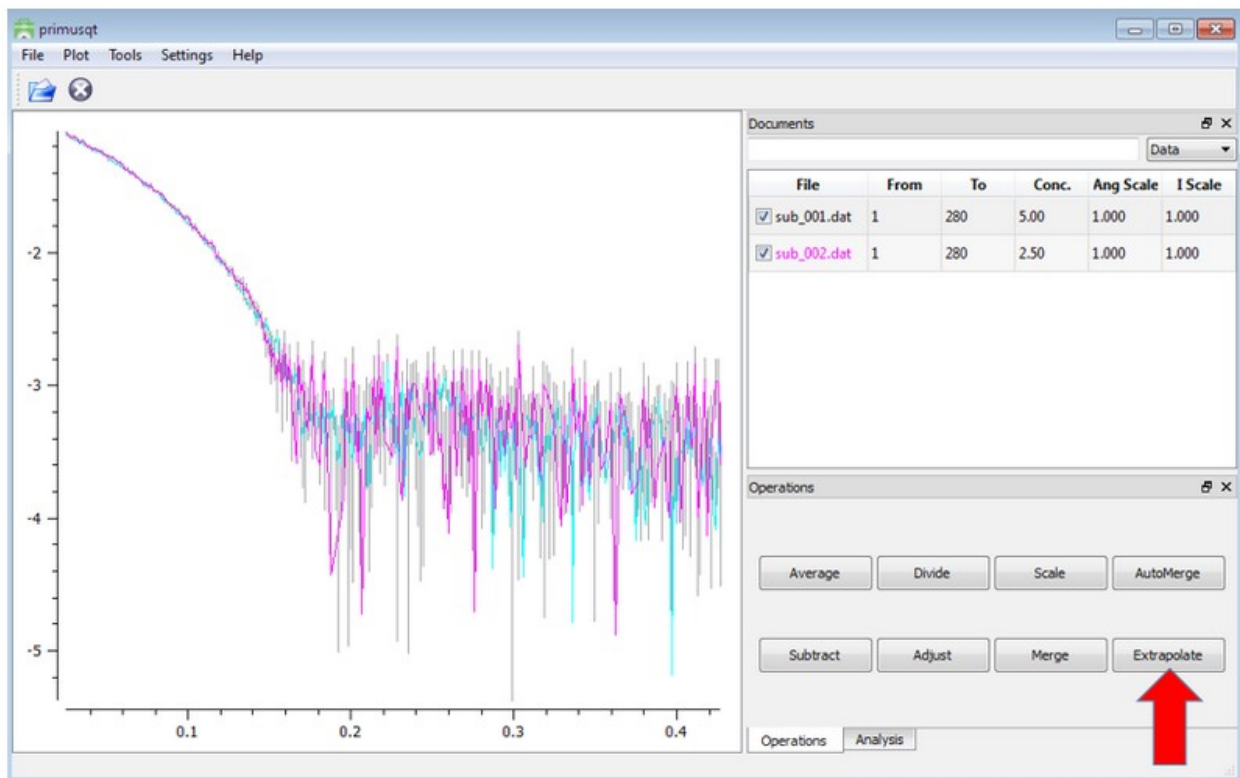 primusqt
File Plot Tools Settings Help
Documents
Data
File From To Conc. Ang Scale I Scale
sub_001.dat 1 280 5.00 1.000 1.000
sub_002.dat 1 280 2.50 1.000 1.000
-2
-3
-4
-5
0.1 0.2 0.3 0.4
Operations
Average Divide Scale AutoMerge
Subtract Adjust Merge Extrapolate
Operations Analysis